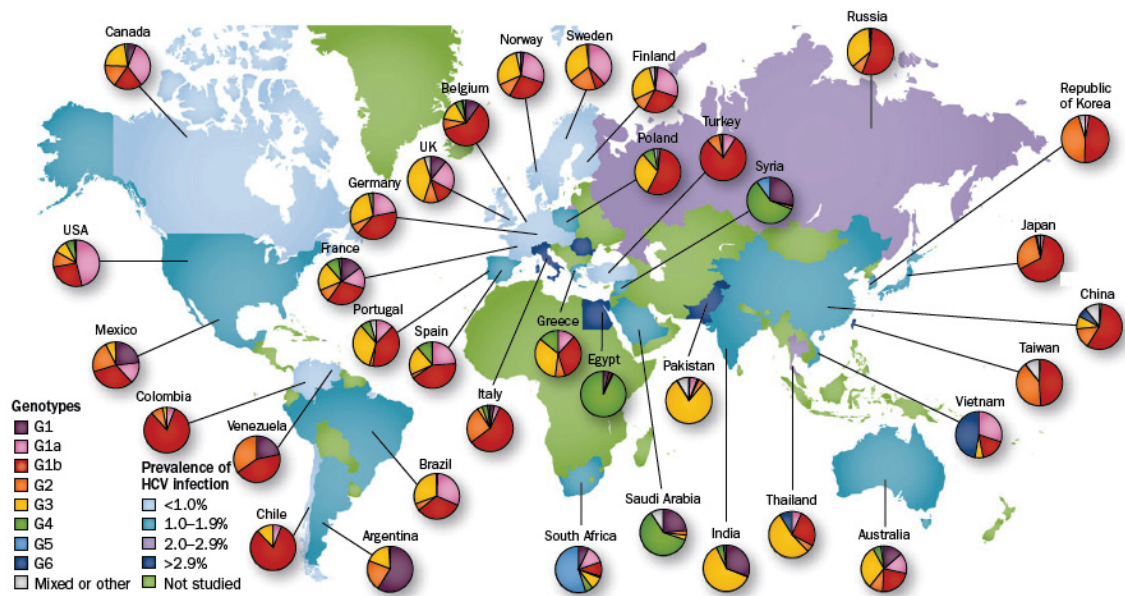 Canada
Norway
Sweden
Finland
Russia
Belgium
Republic
of Korea
UK
Poland
Turkey
Syria
Germany
USA
France
Japan
Portugal
Spain
Greece
Egypt
Pakistan
China
Mexico
Italy
Taiwan
Colombia
Venezuela
Vietnam
Brazil
Saudi Arabia
Thailand
Chile
Argentina
South Africa
India
Australia
Genotypes
G1
G1a
G1b
G2
G3
G4
G5
G6
Mixed or other
Prevalence of
HCV infection
<1.0%
1.0–1.9%
2.0–2.9%
>2.9%
Not studied